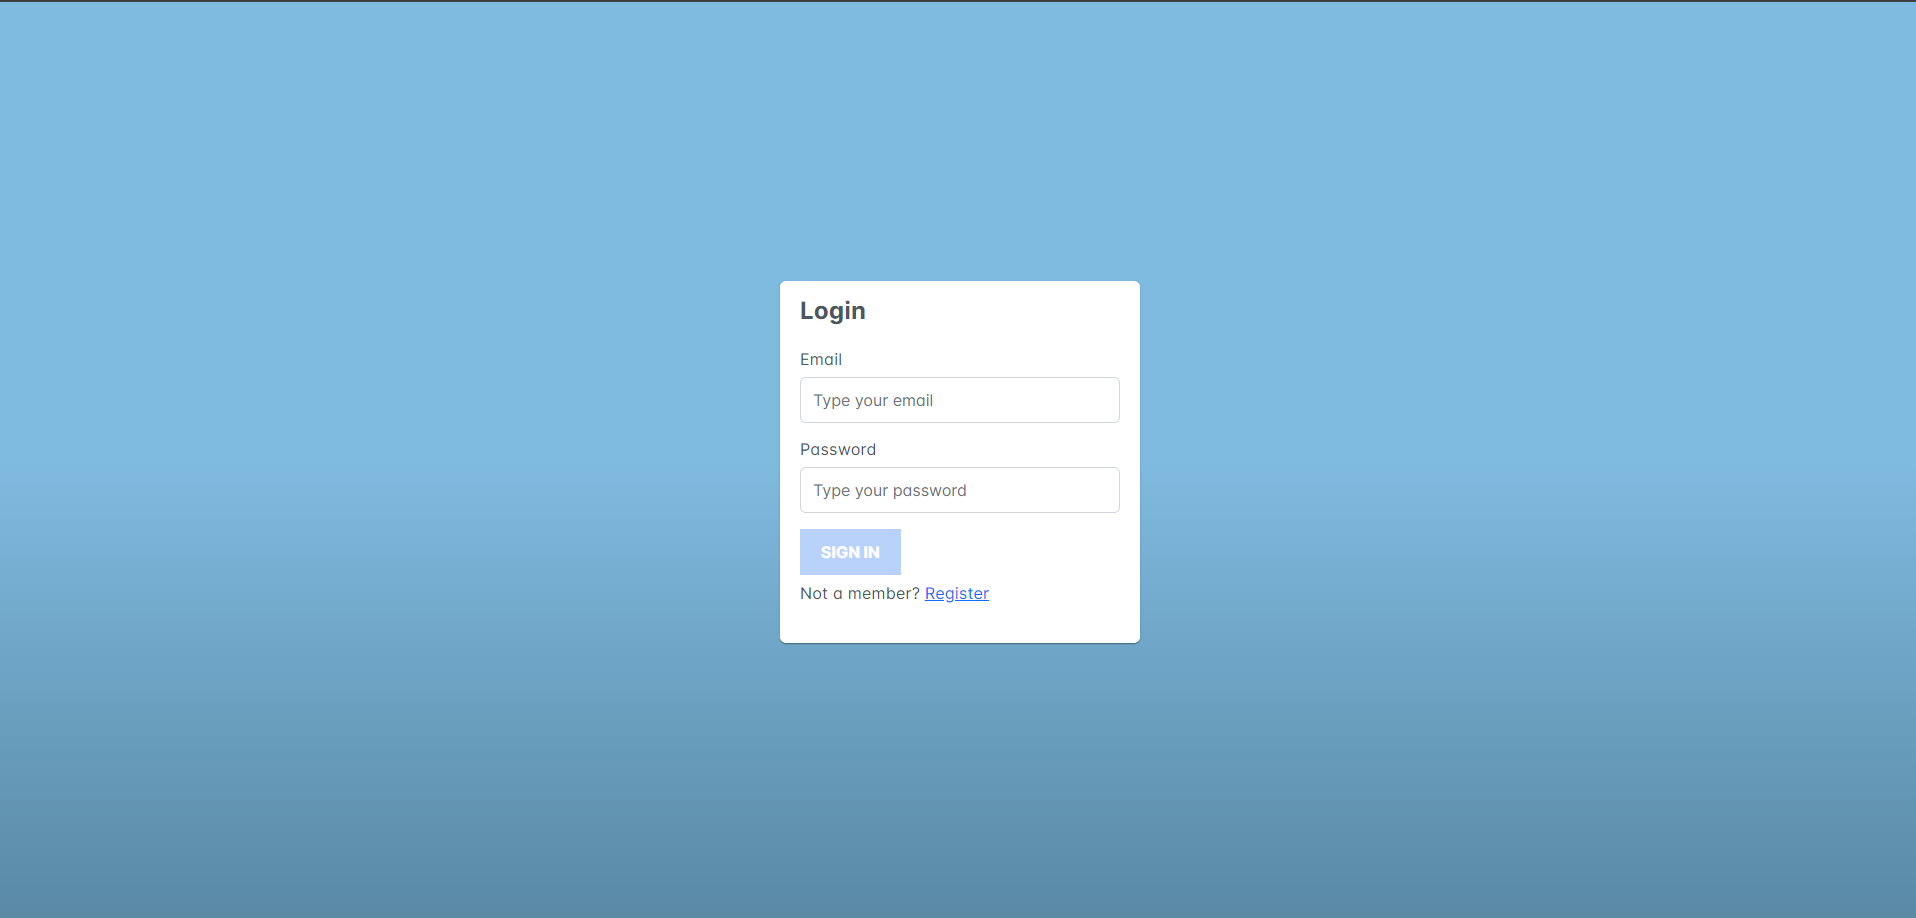 Login
Email
Type your email
Password
Type your password
SIGN IN
Not a member? Register